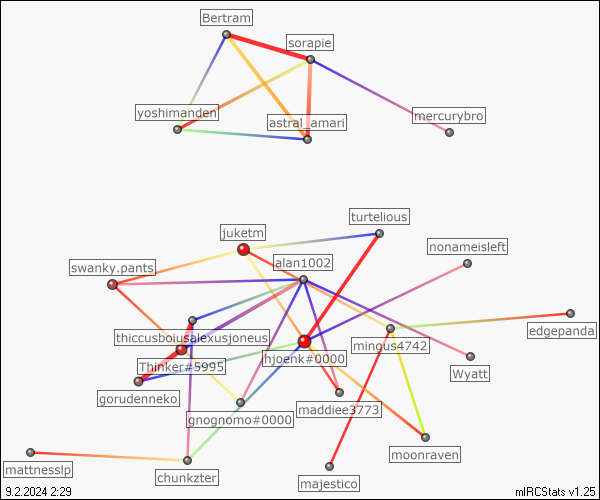 Bertram
sorapie
yoshimanden
astral_amari
mercurybro
turtelious
juketm
nonameisleft
alan1002
swanky.pants
edgepanda
thiccusboiusalexusjoneus
mingus4742
hjoenk#0000
Thinker#5995
Wyatt
gorudenneko
maddiee3773
gnognomo#0000
moonraven
mattnesslp
chunkzter
majestico
9.2.2024 2:29
mIRCStats v1.25